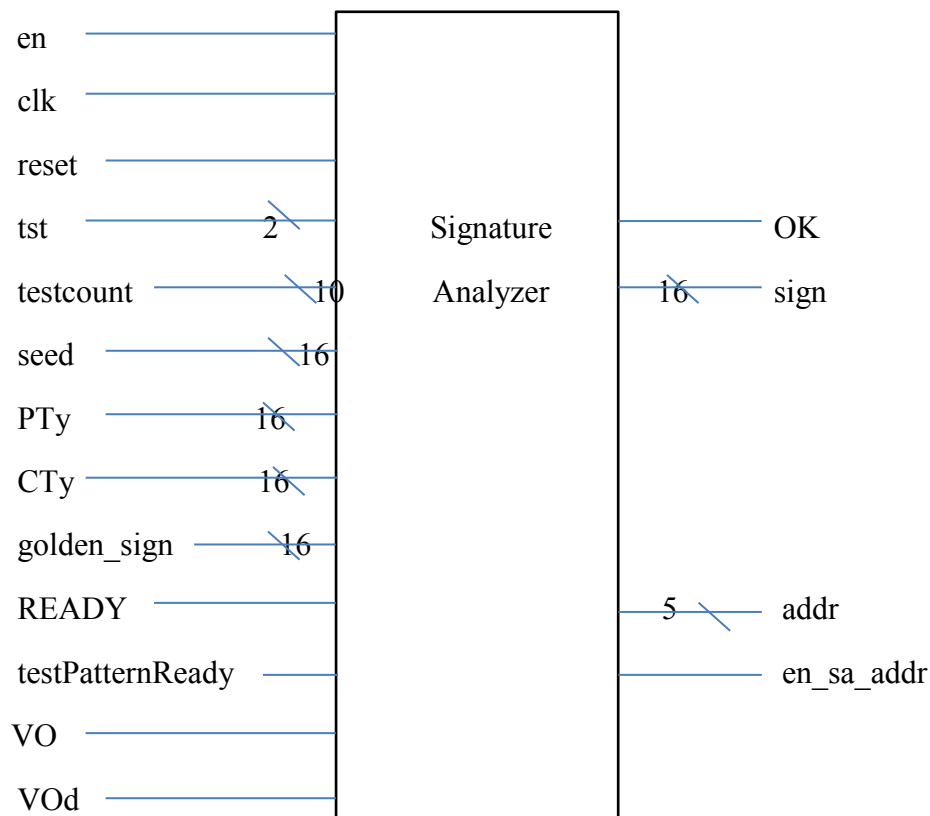 en
clk
reset
tst 2 Signature OK
testcount 10 Analyzer 16 sign
seed 16
PTy 16
CTy 16
golden_sign 16
READY 5 addr
testPatternReady en_sa_addr
VO
VOd